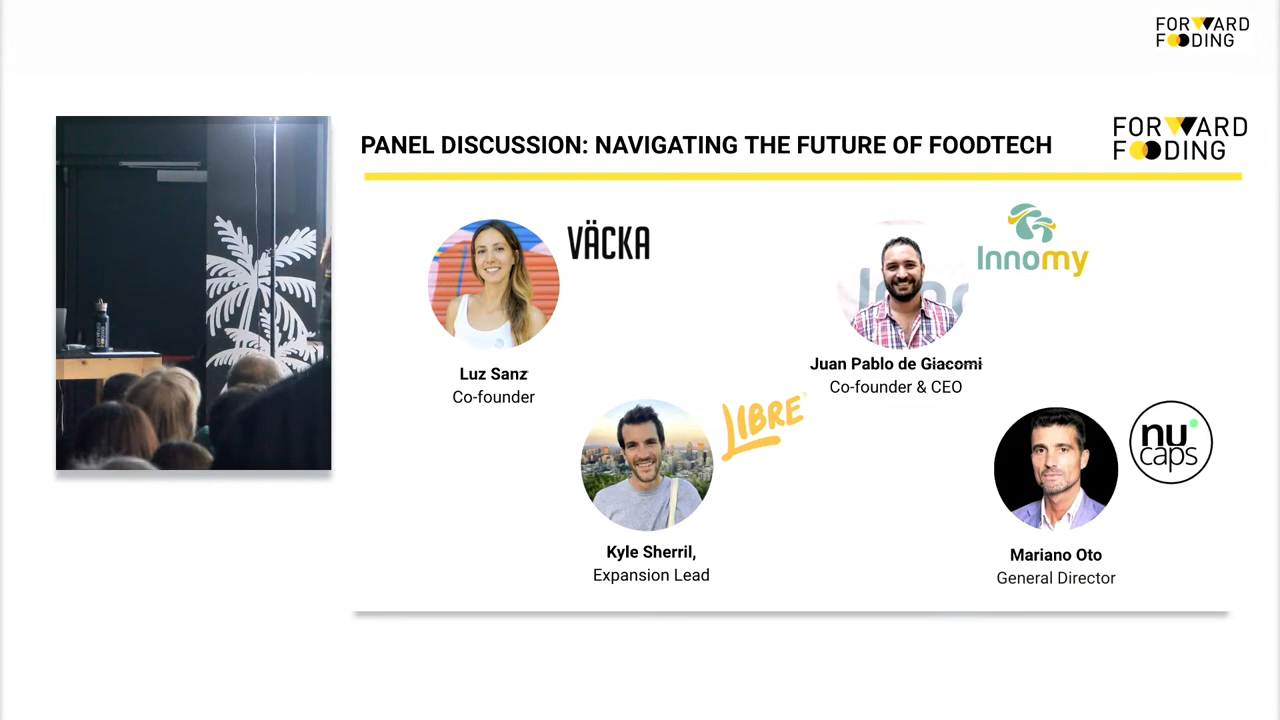 FORWARD
FOODING
PANEL DISCUSSION: NAVIGATING THE FUTURE OF FOODTECH
FORWARD
FOODING
VÄCKA
Innomy
Luz Sanz
Co-founder
Juan Pablo de Giacomi
Co-founder & CEO
LIBRE
nu
caps
Kyle Sherril,
Expansion Lead
Mariano Oto
General Director